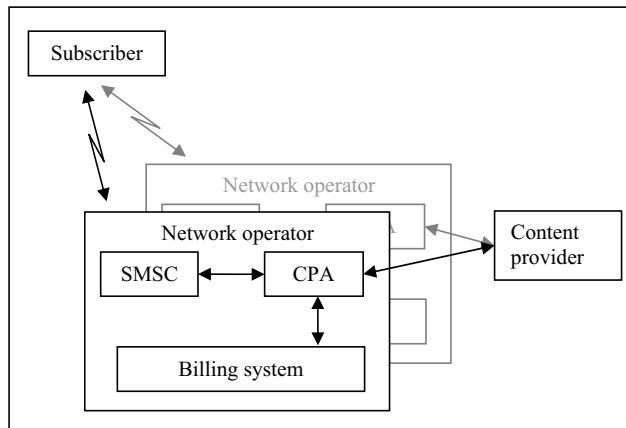 Subscriber
Network operator
A
Network operator
Content
provider
SMSC
CPA
Billing system